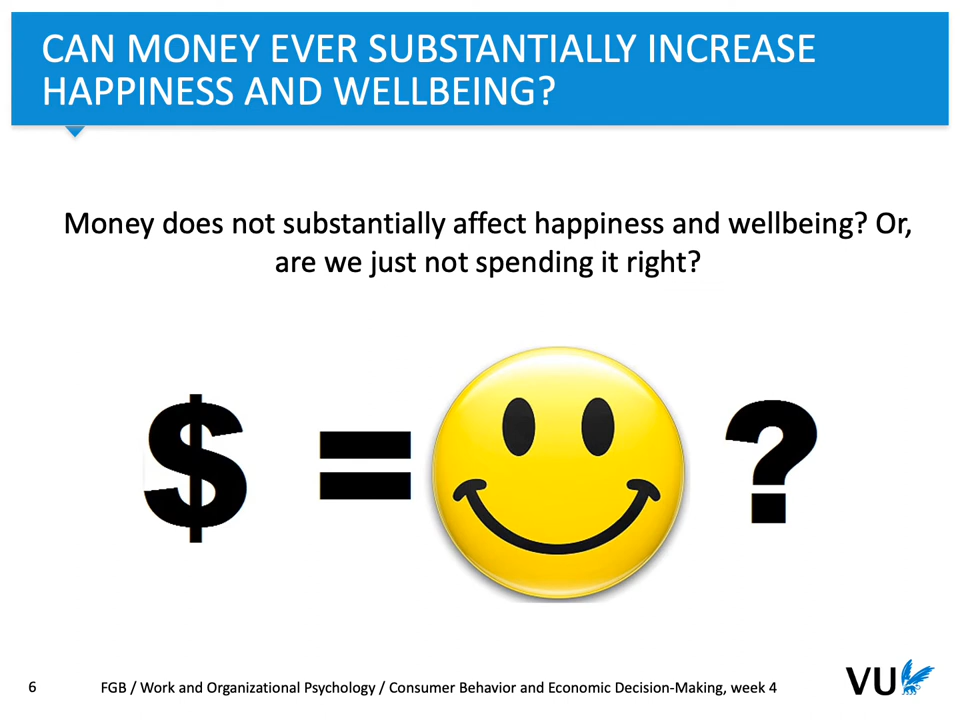 CAN MONEY EVER SUBSTANTIALLY INCREASE
HAPPINESS AND WELLBEING?
Money does not substantially affect happiness and wellbeing? Or,
are we just not spending it right?
$ = ?
6 FGB / Work and Organizational Psychology / Consumer Behavior and Economic Decision-Making, week 4
VU